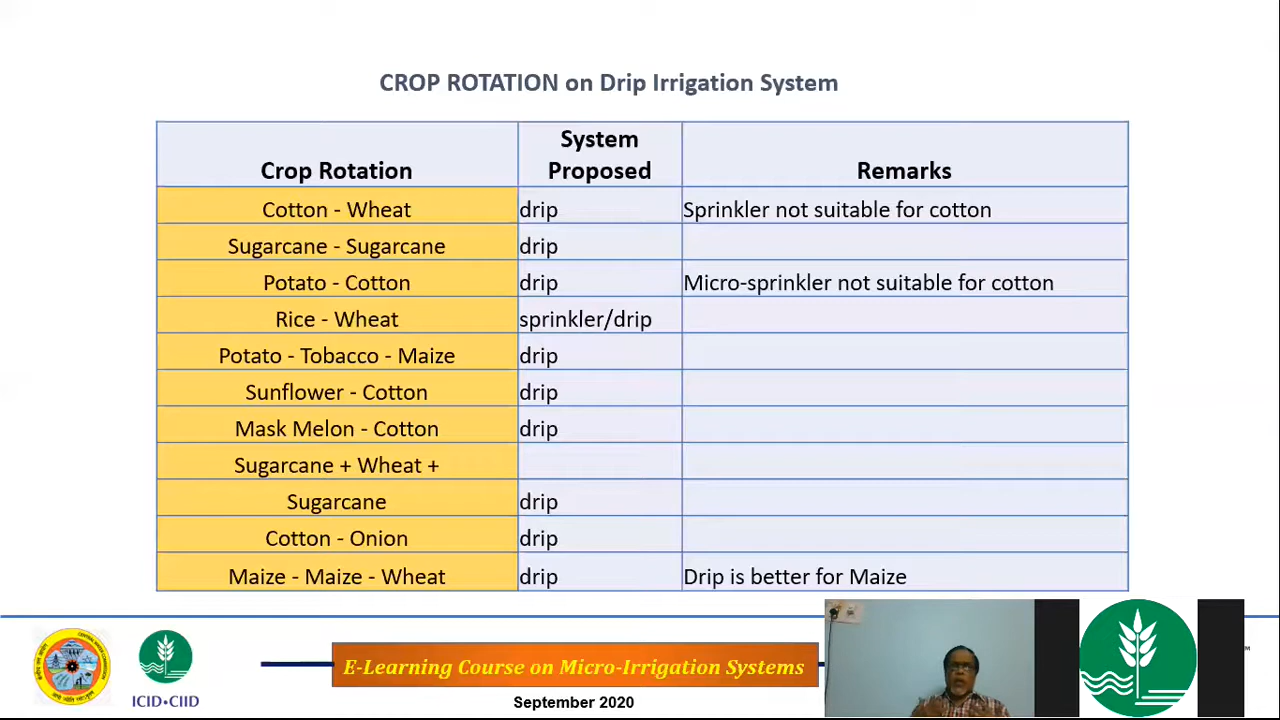 CROP ROTATION on Drip Irrigation System
System
Crop Rotation Proposed Remarks
Cotton - Wheat drip Sprinkler not suitable for cotton
Sugarcane - Sugarcane drip
Potato - Cotton drip Micro-sprinkler not suitable for cotton
Rice - Wheat sprinkler/drip
Potato - Tobacco - Maize drip
Sunflower - Cotton drip
Mask Melon - Cotton drip
Sugarcane + Wheat +
Sugarcane drip
Cotton - Onion drip
Maize - Maize - Wheat drip Drip is better for Maize
ICID•CIID
E-Learning Course on Micro-Irrigation Systems
September 2020